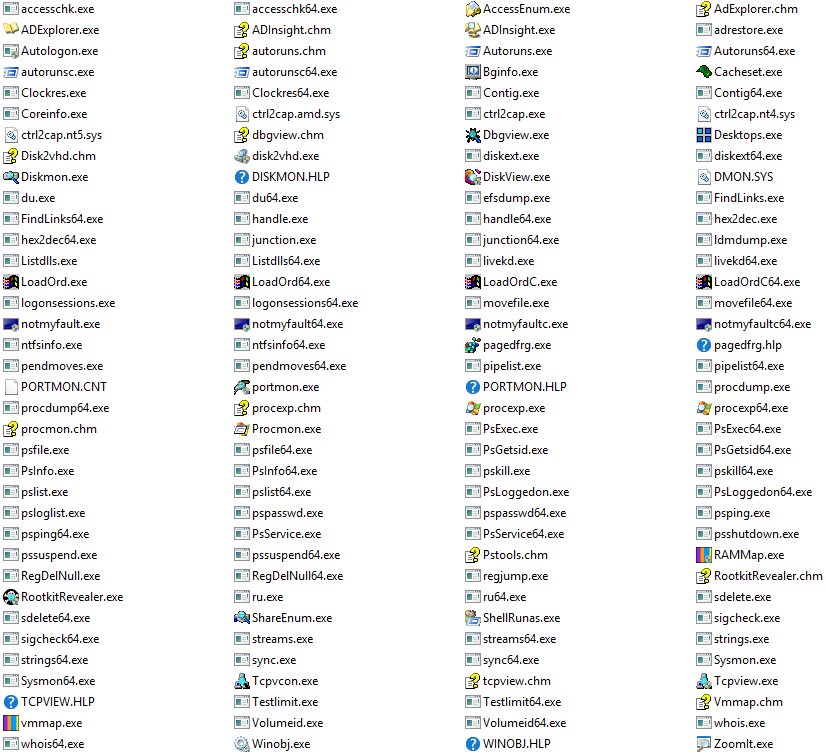 accesschk.exe accesschk64.exe AccessEnum.exe AdExplorer.chm
ADExplorer.exe ADInsight.chm ADInsight.exe adrestore.exe
Autologon.exe autoruns.chm Autoruns.exe Autoruns64.exe
autorunsc.exe autorunsc64.exe Bginfo.exe Cacheset.exe
Clockres.exe Clockres64.exe Contig.exe Contig64.exe
Coreinfo.exe ctrl2cap.amd.sys ctrl2cap.exe ctrl2cap.nt4.sys
ctrl2cap.nt5.sys dbgview.chm Dbgview.exe Desktops.exe
Disk2vhd.chm disk2vhd.exe diskext.exe diskext64.exe
Diskmon.exe DISKMON.HLP DiskView.exe DMON.SYS
du.exe du64.exe efsdump.exe FindLinks.exe
FindLinks64.exe handle.exe handle64.exe hex2dec.exe
hex2dec64.exe junction.exe junction64.exe ldmdump.exe
Listdlls.exe Listdlls64.exe livekd.exe livekd64.exe
LoadOrd.exe LoadOrd64.exe LoadOrdC.exe LoadOrdC64.exe
logonsessions.exe logonsessions64.exe movefile.exe movefile64.exe
notmyfault.exe notmyfault64.exe notmyfaultc.exe notmyfaultc64.exe
ntfsinfo.exe ntfsinfo64.exe pagedfrg.exe pagedfrg.hlp
pendmoves.exe pendmoves64.exe pipelist.exe pipelist64.exe
PORTMON.CNT portmon.exe PORTMON.HLP procdump.exe
procdump64.exe procexp.chm procexp.exe procexp64.exe
procmon.chm Procmon.exe PsExec.exe PsExec64.exe
psfile.exe psfile64.exe PsGetsid.exe PsGetsid64.exe
PsInfo.exe PsInfo64.exe pskill.exe pskill64.exe
pslist.exe pslist64.exe PsLoggedon.exe PsLoggedon64.exe
psloglist.exe pspasswd.exe pspasswd64.exe psping.exe
psping64.exe PsService.exe PsService64.exe psshutdown.exe
pssuspend.exe pssuspend64.exe Pstools.chm RAMMap.exe
RegDelNull.exe RegDelNull64.exe regjump.exe RootkitRevealer.chm
RootkitRevealer.exe ru.exe ru64.exe sdelete.exe
sdelete64.exe ShareEnum.exe ShellRunas.exe sigcheck.exe
sigcheck64.exe streams.exe streams64.exe strings.exe
strings64.exe sync.exe sync64.exe Sysmon.exe
Sysmon64.exe Tcpvcon.exe tcpview.chm Tcpview.exe
TCPVIEW.HLP Testlimit.exe Testlimit64.exe Vmmap.chm
vmmap.exe Volumeid.exe Volumeid64.exe whois.exe
whois64.exe Winobj.exe WINOBJ.HLP ZoomIt.exe